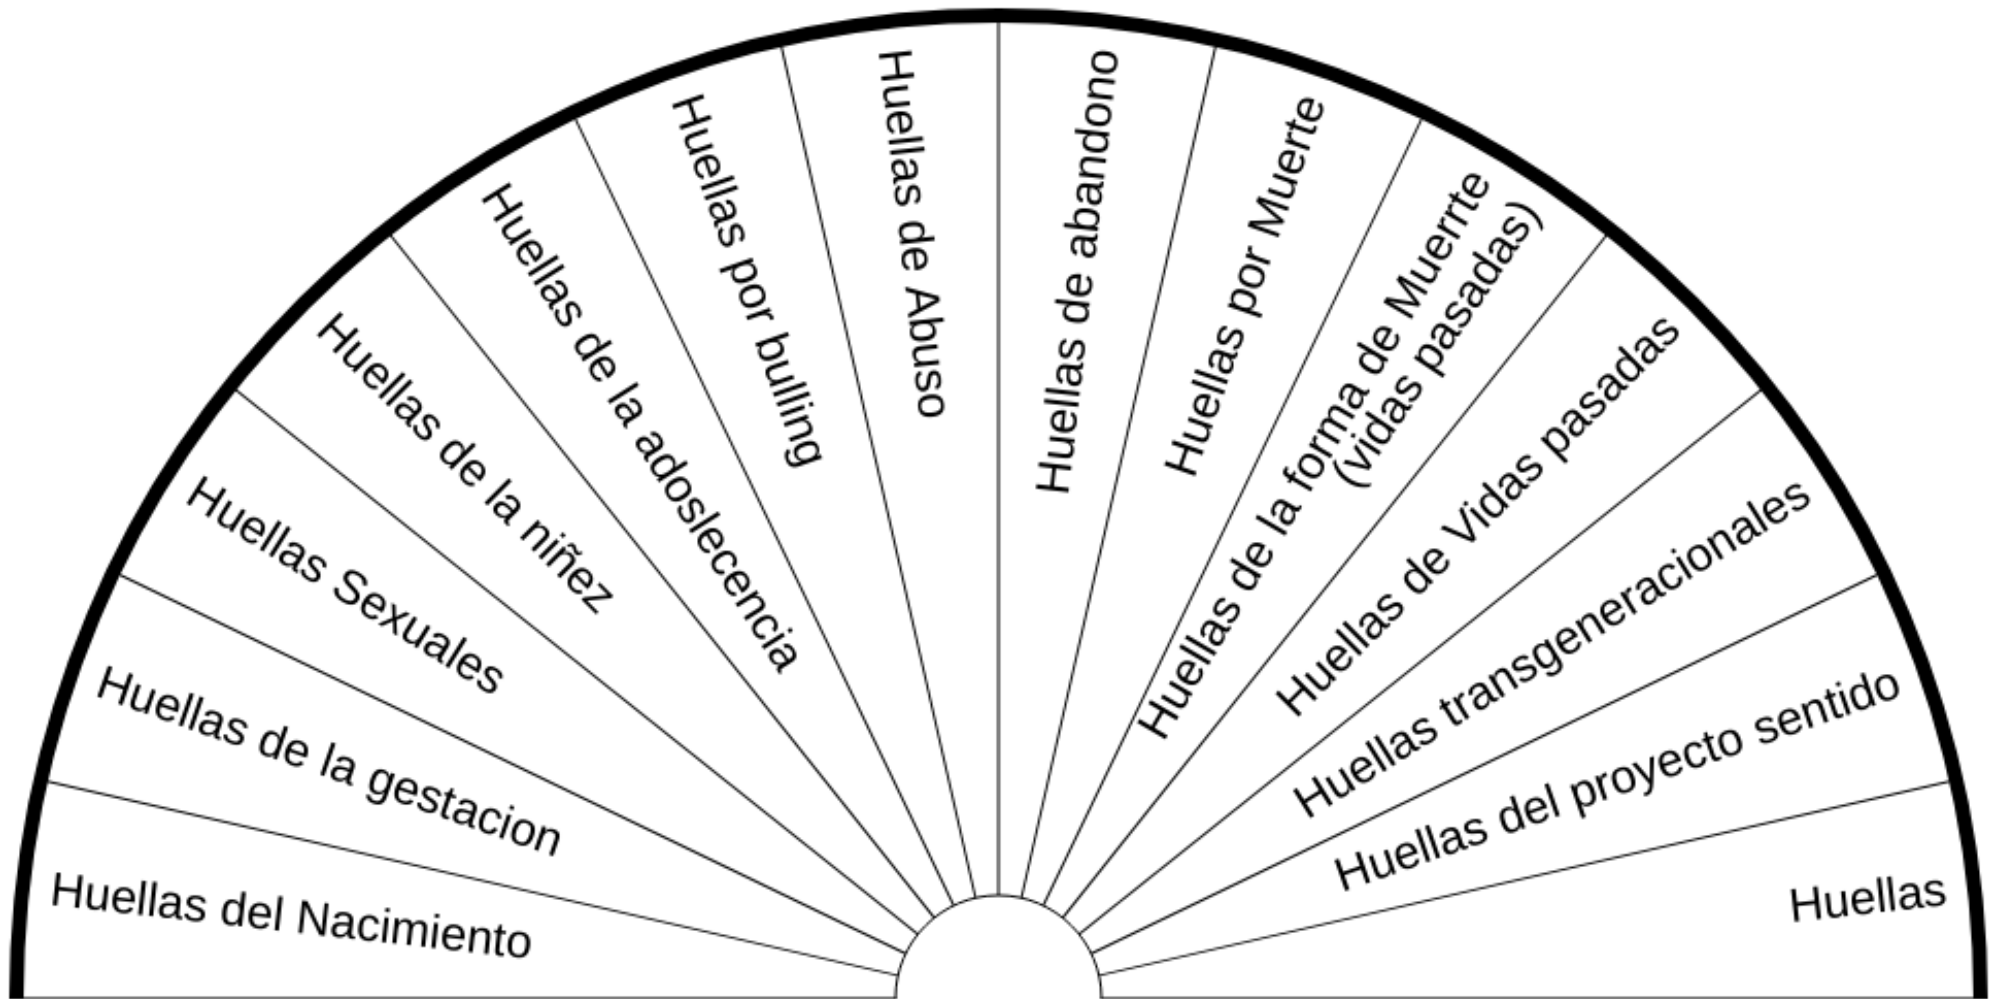 Huellas del Nacimiento
Huellas de la gestacion
Huellas Sexuales
Huellas de la niñez
Huellas de la adoslecencia
Huellas por bulling
Huellas de Abuso
Huellas de abandono
Huellas por Muerte
Huellas de la forma de Muerrte
(vidas pasadas)
Huellas de Vidas pasadas
Huellas transgeneracionales
Huellas del proyecto sentido
Huellas